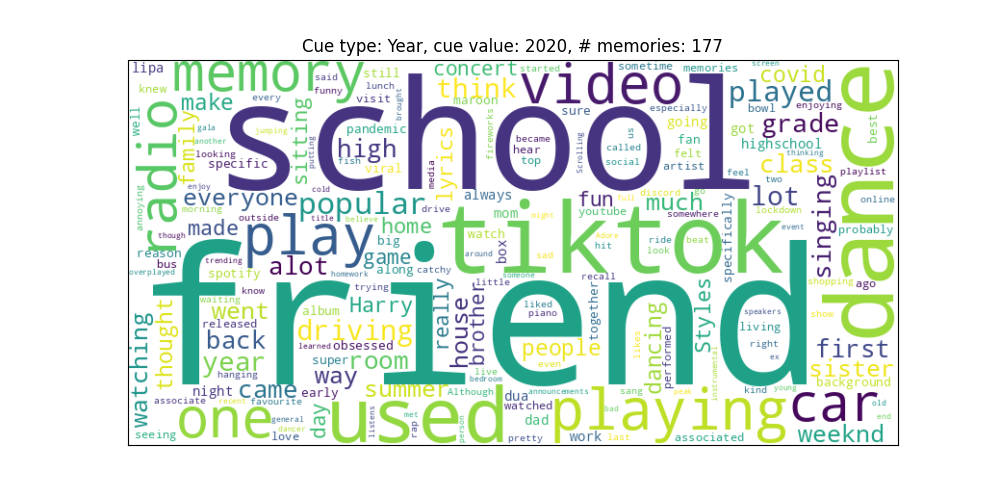 Cue type: Year, cue value: 2020, # memories: 177
lipa memory said funny still concert started sometime memories screen covid
knew every lunch visit brought think maroon video especially played bowl enjoying
well radio make gala another family jumping sitting putting pandemic fish viral high school sure us called social going fan felt artist got grade highschool thinking best dance
looking specific media lyrics fireworks became hear top Scrolling feel two class playlist
annoying enjoy everyone cold popular always fun youtube much discord go lot lockdown online
morning outside title believe drive mom night full somewhere specifically event singing probably
though made play home tiktok adore hit ride look beat
reason trending big game watch box sad
bus alot along catchy around someone recall shopping ago
overplayed spotify know homework trying little friend together
waiting went album Harry really house brother liked piano Styles speakers show
watching thought released driving learned obsessed people likes dancing performed living first
back super room live even right ex
year hanging way bedroom kind young sister background
associate night came early summer Although announcements sang peak instrumental
recent favourite dua watched bad playing car old end
one day used listens met rap person dad
general dancer love pretty work last associated weeknd
seeing